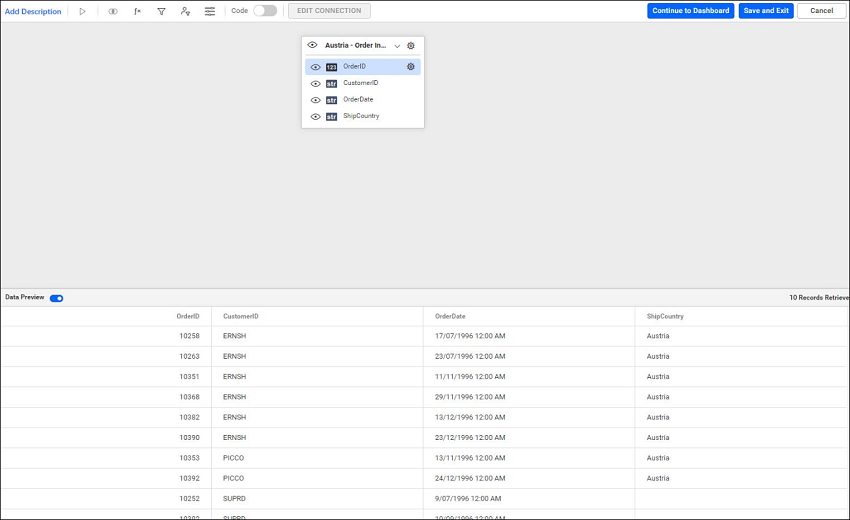 Add Description Code EDIT CONNECTION Continue to Dashboard Save and Exit Cancel
Austria - Order In...
123 OrderID
str CustomerID
str OrderDate
str ShipCountry
Data Preview 10 Records Retrieve
OrderID CustomerID OrderDate ShipCountry
10258 ERNSH 17/07/1996 12:00 AM Austria
10263 ERNSH 23/07/1996 12:00 AM Austria
10351 ERNSH 11/11/1996 12:00 AM Austria
10368 ERNSH 29/11/1996 12:00 AM Austria
10382 ERNSH 13/12/1996 12:00 AM Austria
10390 ERNSH 23/12/1996 12:00 AM Austria
10353 PICCO 13/11/1996 12:00 AM Austria
10392 PICCO 24/12/1996 12:00 AM Austria
10252 SUPRD 9/07/1996 12:00 AM
SUPRD 12:00 AM